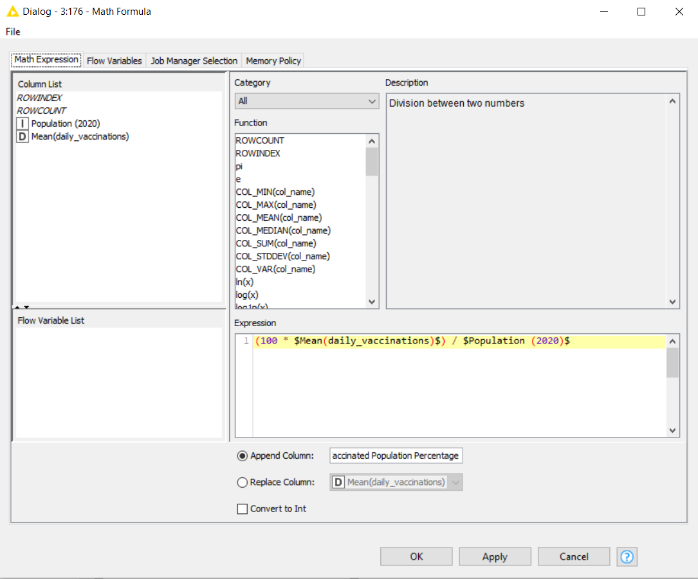 Dialog - 3:176 - Math Formula
File
Math Expression Flow Variables Job Manager Selection Memory Policy
Column List
ROWINDEX
ROWCOUNT
I Population (2020)
D Mean(daily_vaccinations)
Flow Variable List
Category
All
Function
ROWCOUNT
ROWINDEX
pi
e
COL_MIN(col_name)
COL_MAX(col_name)
COL_MEAN(col_name)
COL_MEDIAN(col_name)
COL_SUM(col_name)
COL_STDDEV(col_name)
COL_VAR(col_name)
ln(x)
log(x)
log1p(x)
Description
Division between two numbers
Expression
1 (100 * $Mean(daily_vaccinations)$) / $Population (2020)$
Append Column: accinated Population Percentage
Replace Column: D Mean(daily_vaccinations)
Convert to Int
OK Apply Cancel ?